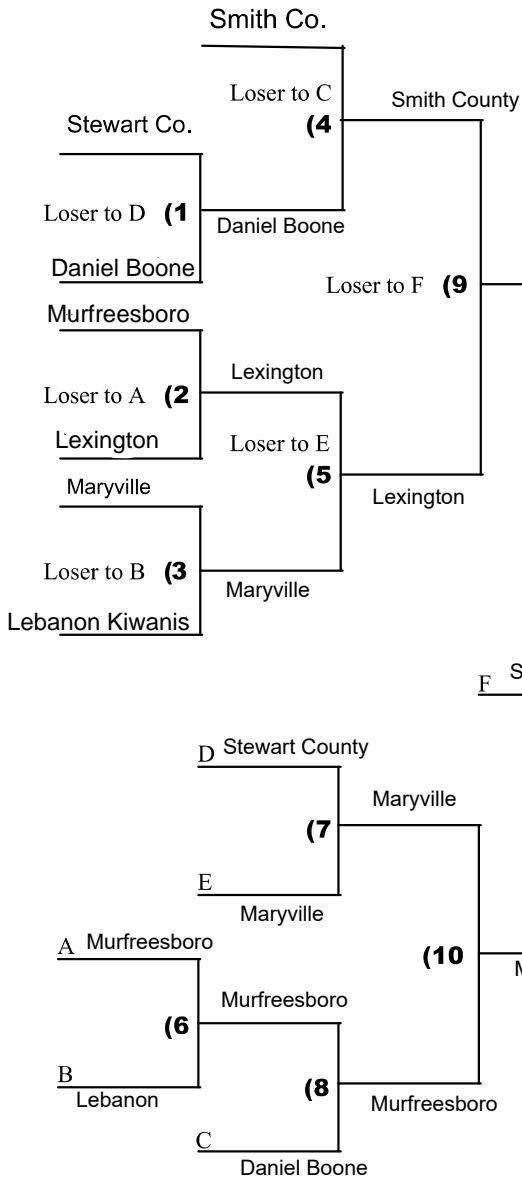 Smith Co.
Loser to C
(4
Smith County
Stewart Co.
Loser to D (1
Daniel Boone
Daniel Boone
Loser to F (9
Murfreesboro
Lexington
Loser to A (2
Lexington
Loser to E
(5
Maryville
Lexington
Loser to B (3
Maryville
Lebanon Kiwanis
F S
D Stewart County
Maryville
(7
E
Maryville
A Murfreesboro
(10
M
Murfreesboro
(6
B
Lebanon
(8
Murfreesboro
C
Daniel Boone